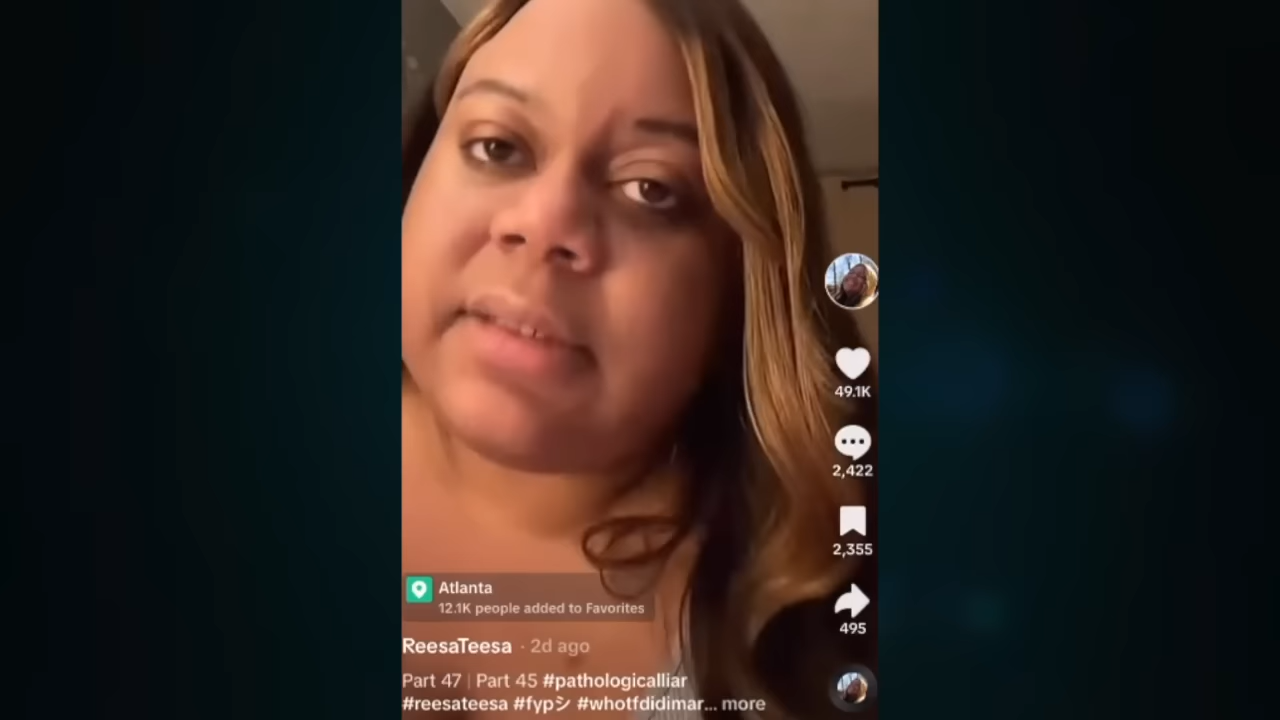 49.1K
2,422
2,355
495
Atlanta
12.1K people added to Favorites
ReesaTeesa · 2d ago
Part 47 | Part 45 #pathologicalliar
#reesateesa #fypシ #whotfdidimar... more